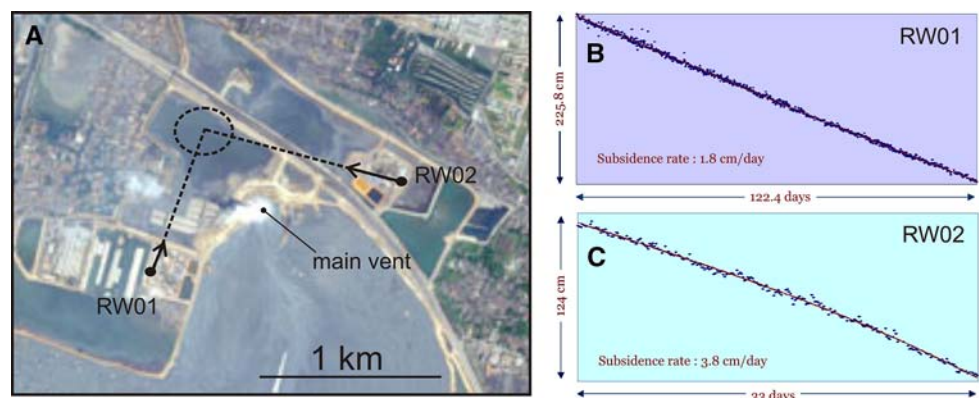 A
RW02
main vent
RW01
1 km
B
RW01
225.8 cm
Subsidence rate : 1.8 cm/day
122.4 days
C
RW02
124 cm
Subsidence rate : 3.8 cm/day
33 days